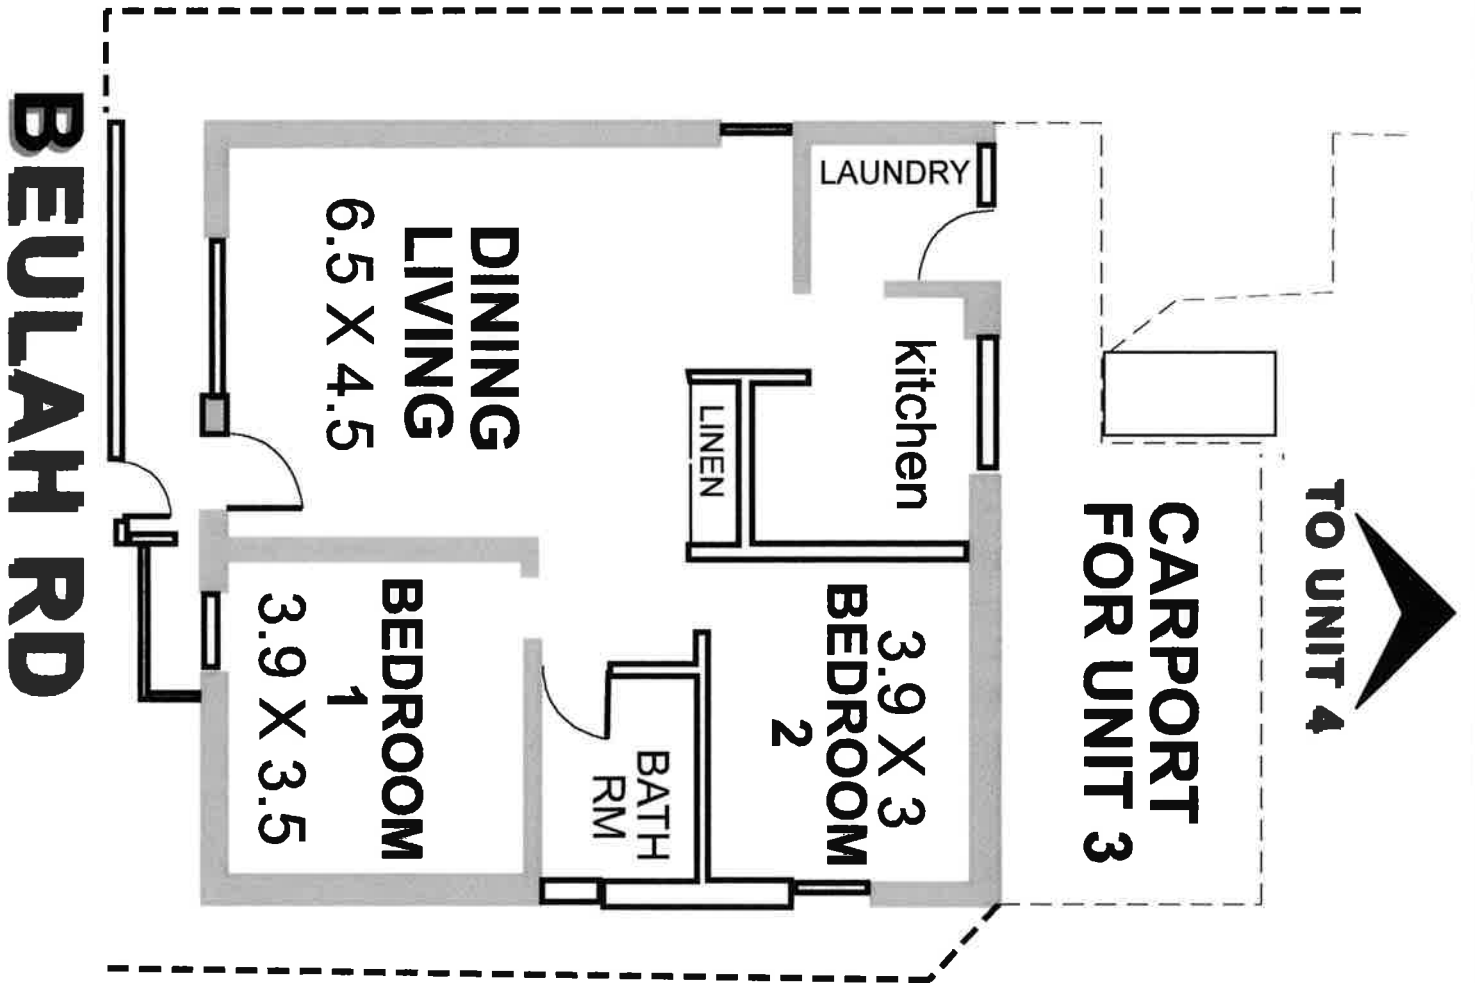 BEULAH RD
DINING
LIVING
6.5 X 4.5
LAUNDRY
kitchen
LINEN
BEDROOM
1
3.9 X 3.5
BATH
RM
3.9 X 3
BEDROOM
2
CARPORT
FOR UNIT 3
TO UNIT 4